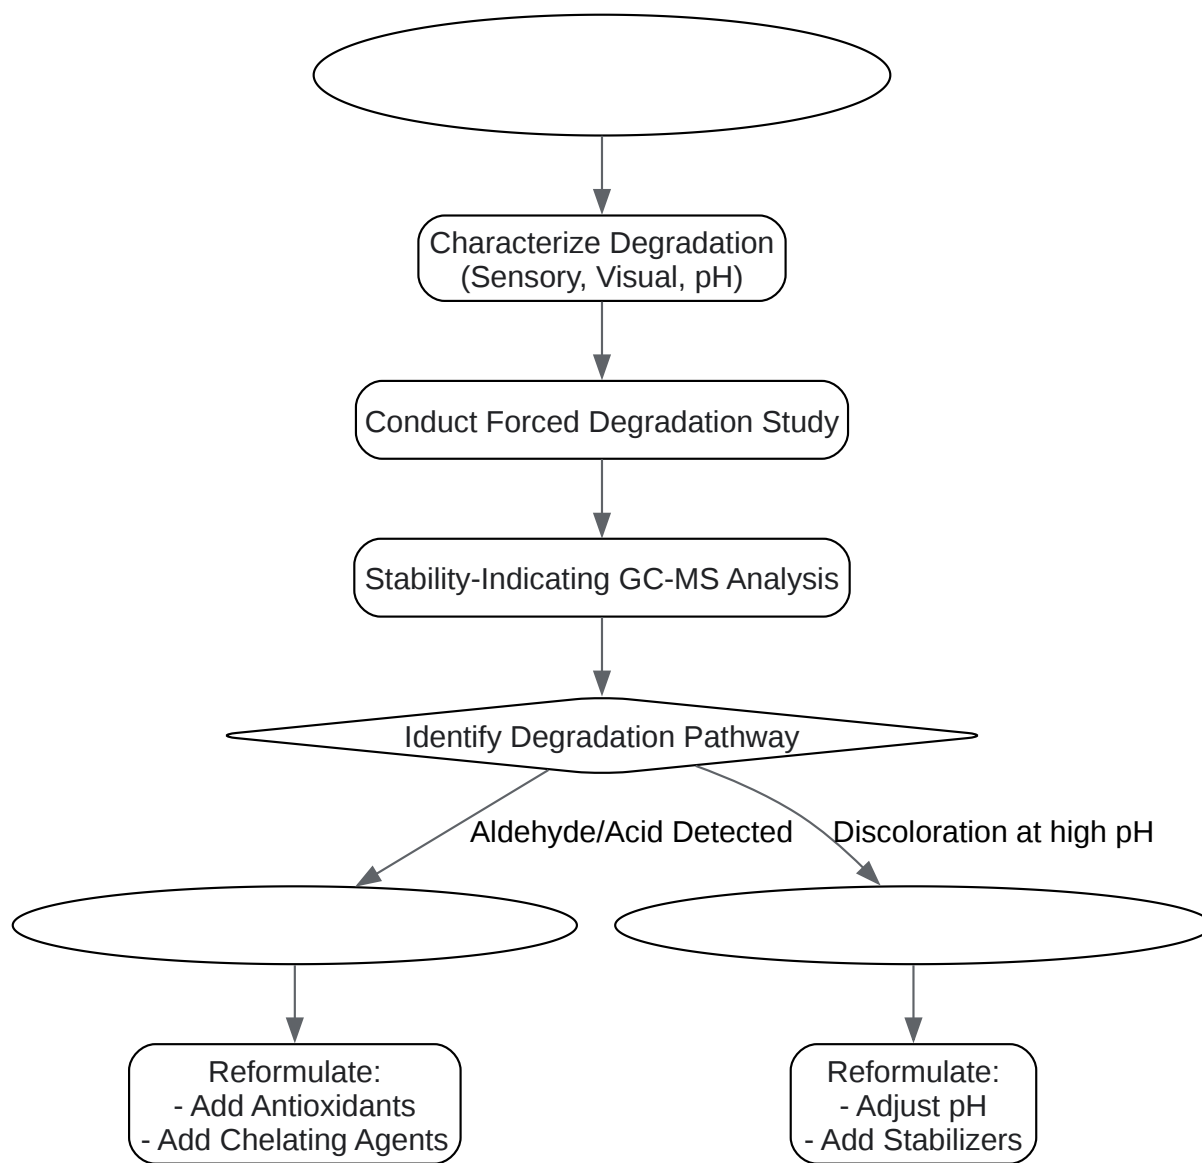 Characterize Degradation
(Sensory, Visual, pH)
Conduct Forced Degradation Study
Stability-Indicating GC-MS Analysis
Identify Degradation Pathway
Aldehyde/Acid Detected
Discoloration at high pH
Reformulate:
- Add Antioxidants
- Add Chelating Agents
Reformulate:
- Adjust pH
- Add Stabilizers